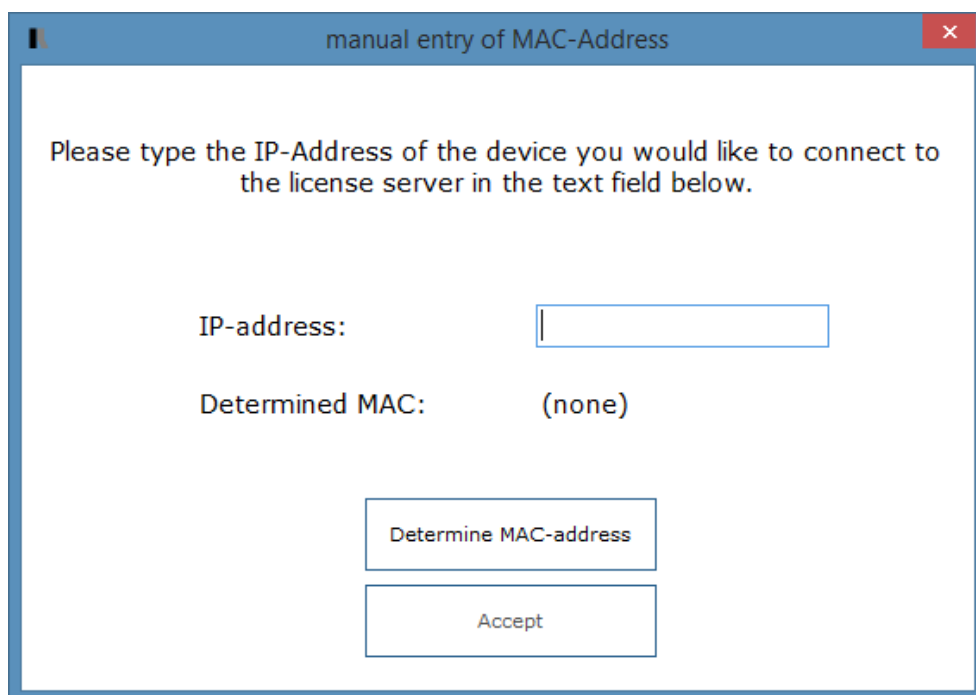 manual entry of MAC-Address
Please type the IP-Address of the device you would like to connect to
the license server in the text field below.
IP-address:
Determined MAC: (none)
Determine MAC-address
Accept